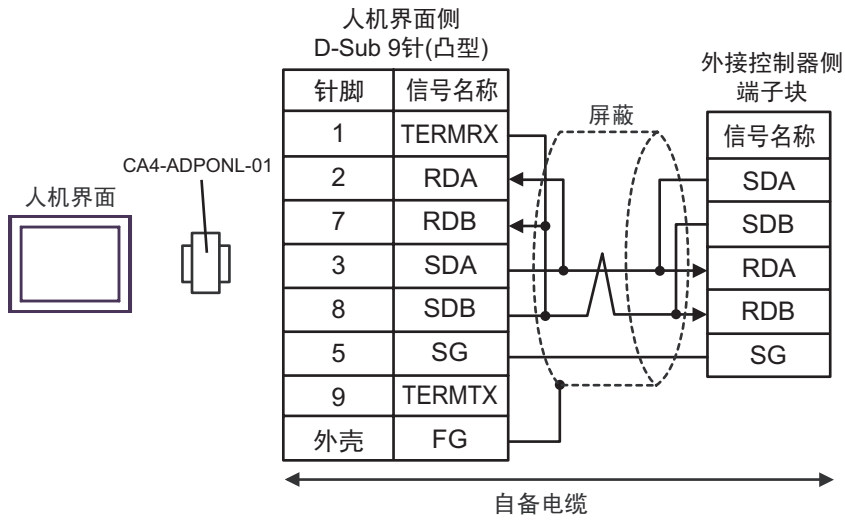 人机界面侧
D-Sub 9针(凸型)
外接控制器侧
端子块
针脚 信号名称
屏蔽
信号名称
1 TERMRX
CA4-ADPONL-01
人机界面
2 RDA
SDA
7 RDB
SDB
3 SDA
RDA
8 SDB
RDB
5 SG
SG
9 TERMTX
外壳 FG
自备电缆